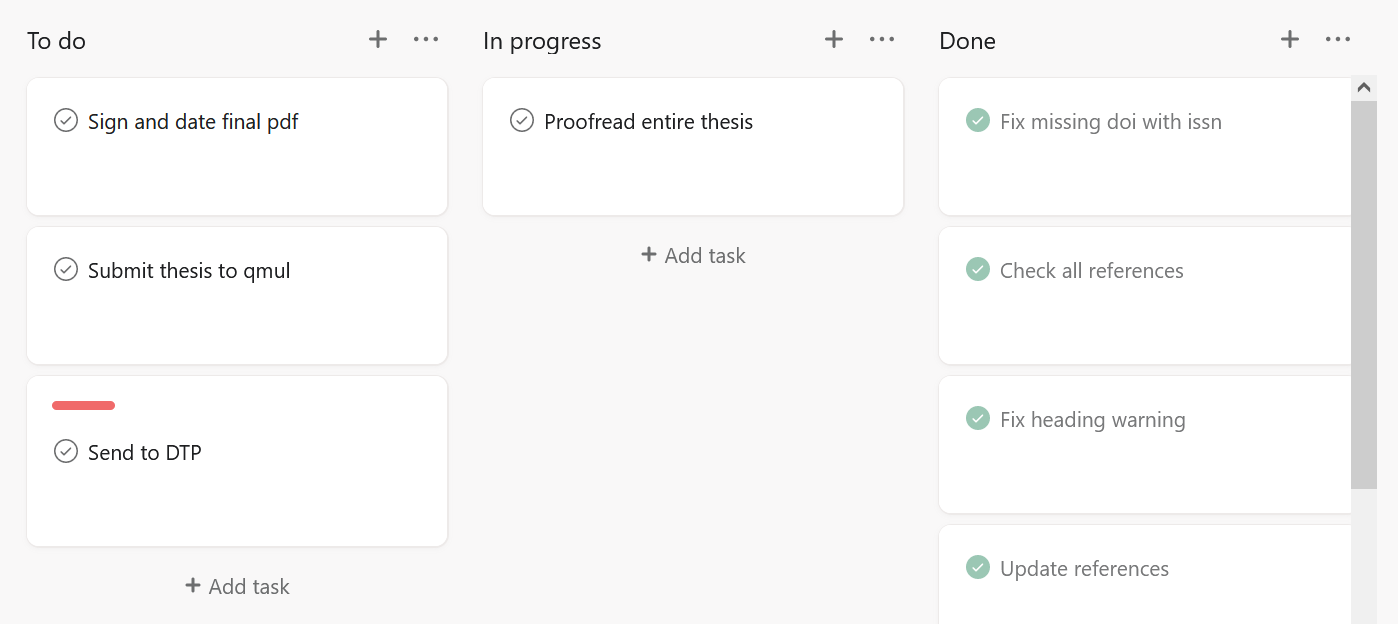 To do
Sign and date final pdf
Submit thesis to qmul
Send to DTP
+ Add task
In progress
Proofread entire thesis
+ Add task
Done
Fix missing doi with issn
Check all references
Fix heading warning
Update references